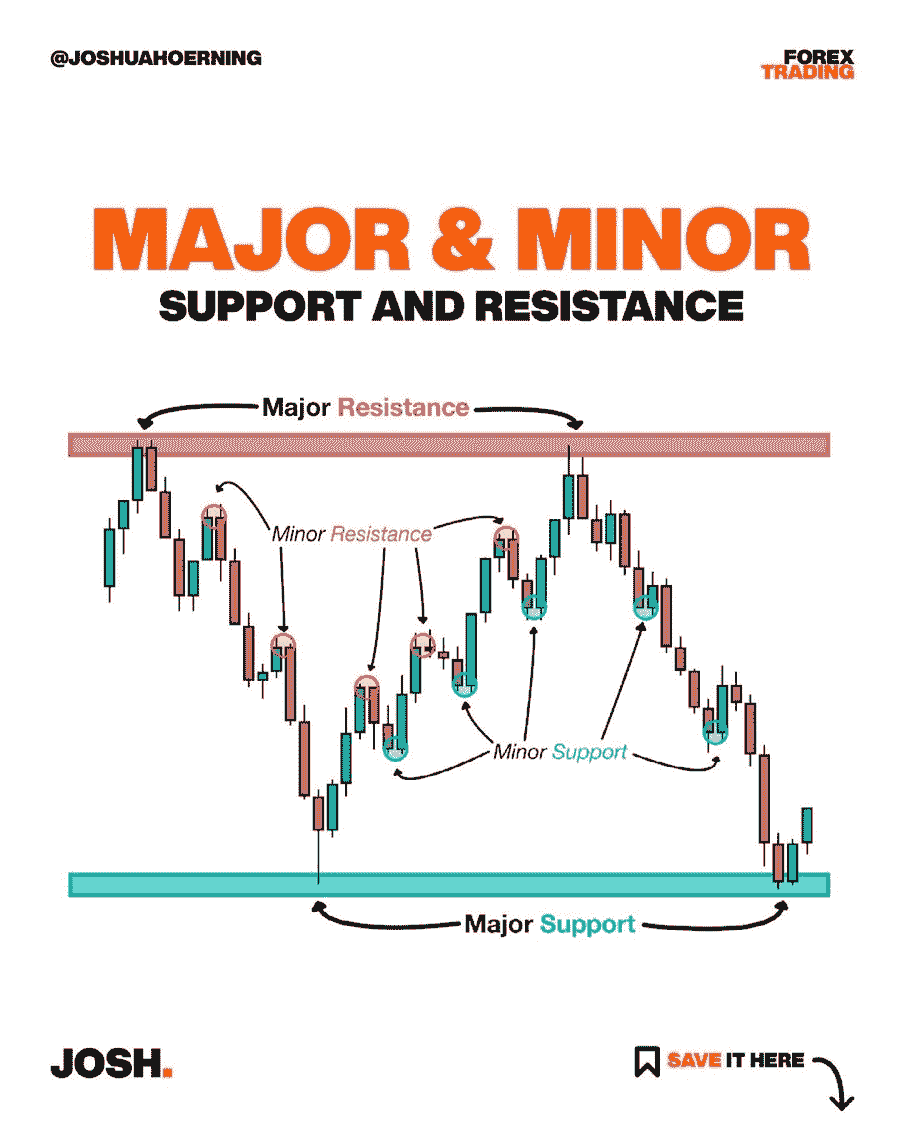 @JOSHUAHOERNING
FOREX
TRADING
MAJOR & MINOR
SUPPORT AND RESISTANCE
Major Resistance
Minor Resistance
Minor Support
Major Support
JOSH.
SAVE IT HERE